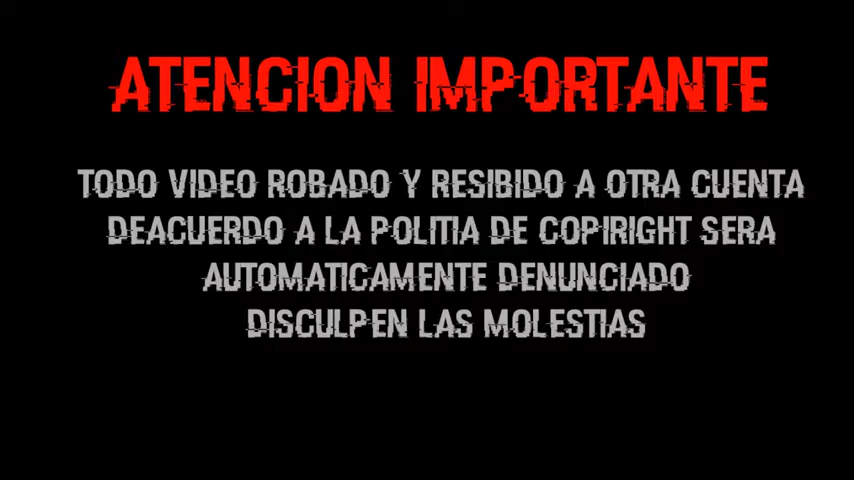 ATENCION IMPORTANTE
TODO VIDEO ROBADO Y RESIBIDO A OTRA CUENTA
DEACUERDO A LA POLITIA DE COPIRIGHT SERA
AUTOMATICAMENTE DENUNCIADO
DISCULPEN LAS MOLESTIAS